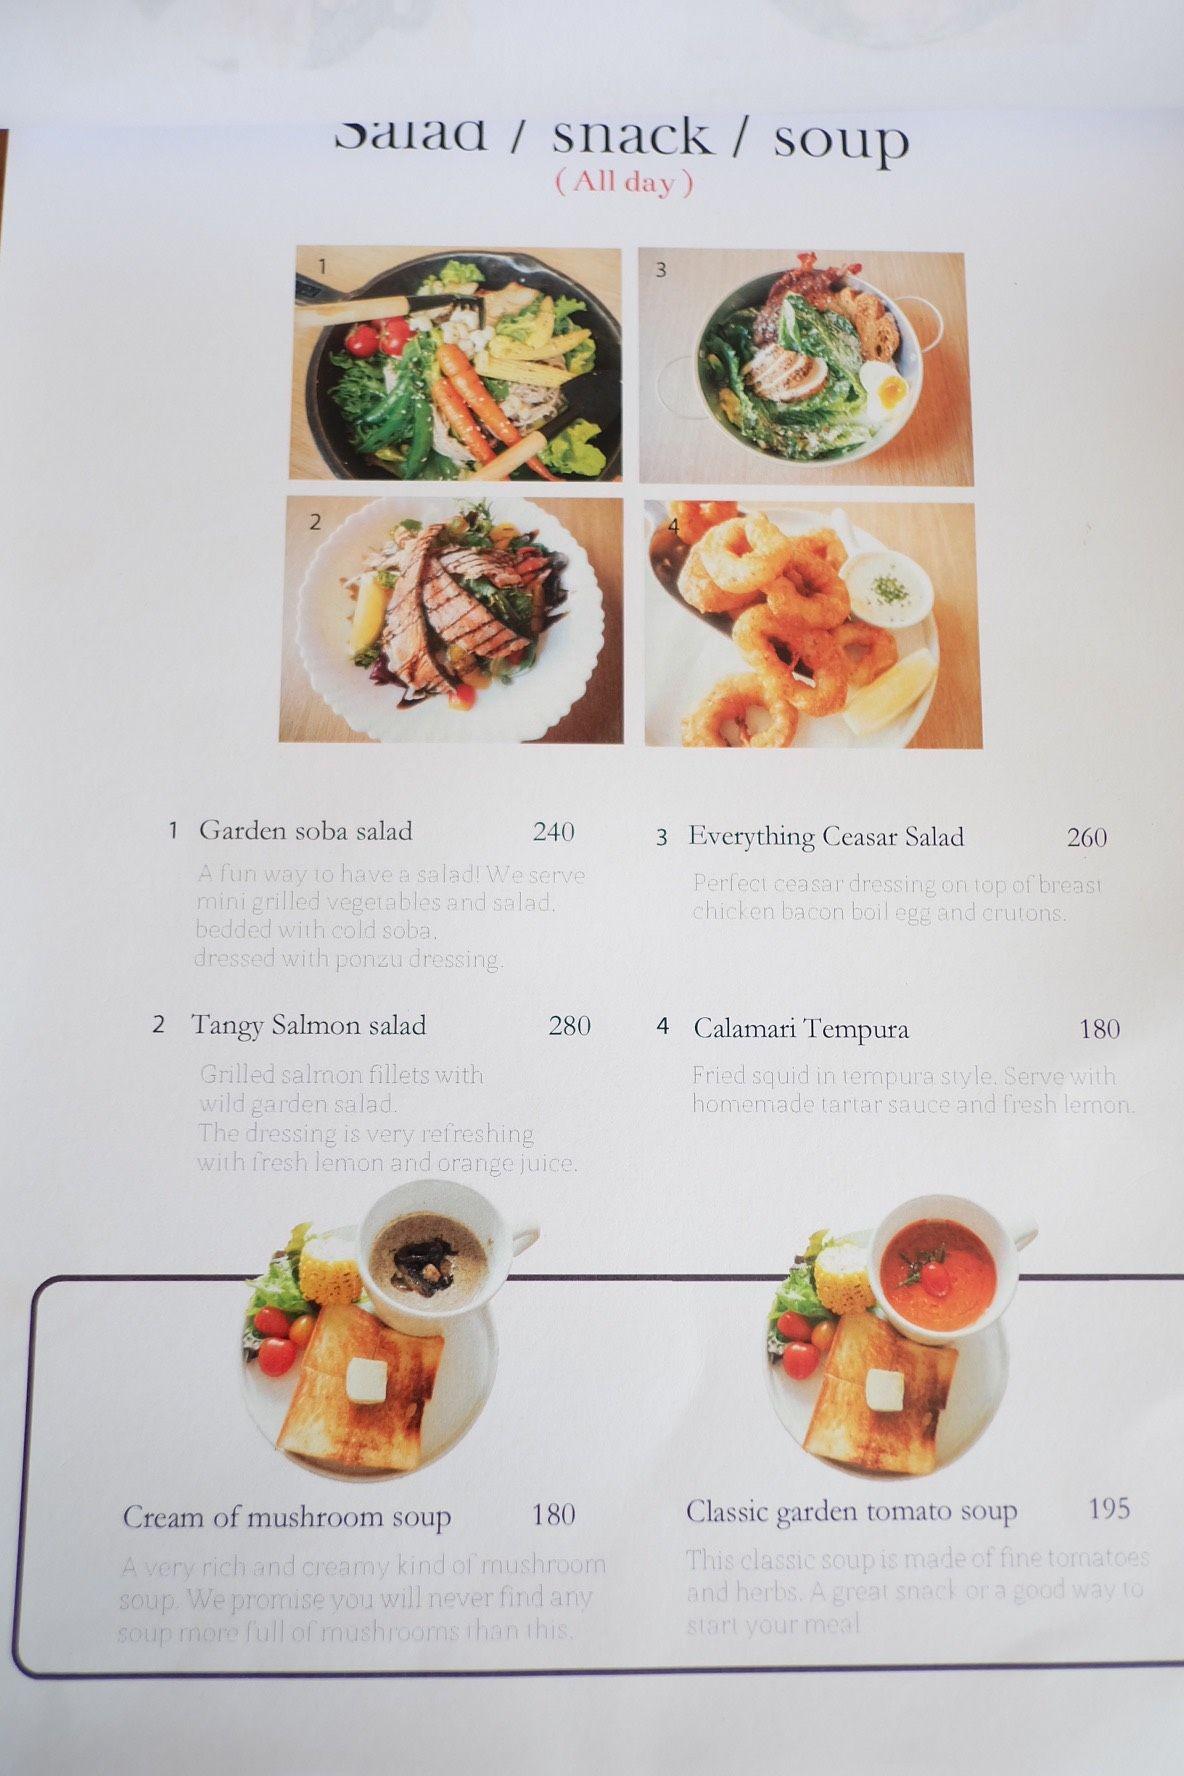 Salad / snack / soup
( All day )
1
3
2
4
1 Garden soba salad 240
A fun way to have a salad! We serve
mini grilled vegetables and salad,
bedded with cold soba,
dressed with ponzu dressing.
3 Everything Ceasar Salad 260
Perfect ceasar dressing on top of breast
chicken bacon boil egg and crutons.
2 Tangy Salmon salad 280
Grilled salmon fillets with
wild garden salad.
The dressing is very refreshing
with fresh lemon and orange juice.
4 Calamari Tempura 180
Fried squid in tempura style. Serve with
homemade tartar sauce and fresh lemon.
Cream of mushroom soup 180
A very rich and creamy kind of mushroom
soup. We promise you will never find any
soup more full of mushrooms than this.
Classic garden tomato soup 195
This classic soup is made of fine tomatoes
and herbs. A great snack or a good way to
start your meal